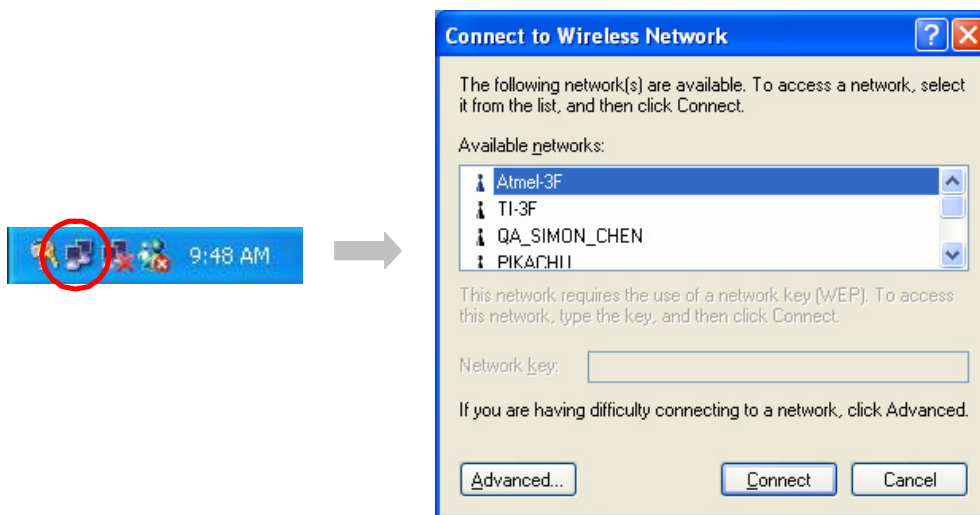 9:48 AM
Connect to Wireless Network
The following network(s) are available. To access a network, select
it from the list, and then click Connect.
Available networks:
Atmel-3F
TI-3F
QA_SIMON_CHEN
PIKACHU
This network requires the use of a network key (WEP). To access
this network, type the key, and then click Connect.
Network key:
If you are having difficulty connecting to a network, click Advanced.
Advanced...
Connect
Cancel